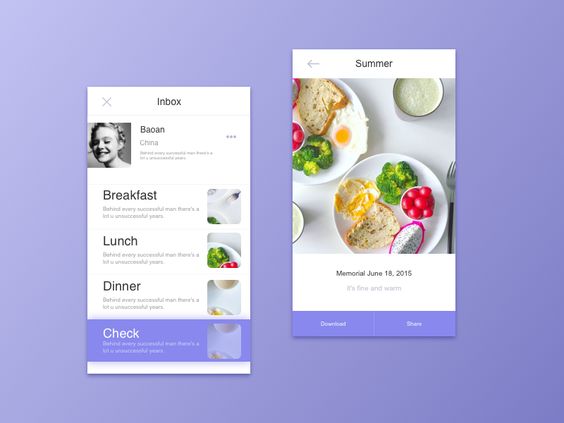 Inbox
Baoan
China
Behind every successful man there's a
lot u unsuccessful years.
Breakfast
Behind every successful man there's a
lot u unsuccessful years.
Lunch
Behind every successful man there's a
lot u unsuccessful years.
Dinner
Behind every successful man there's a
lot u unsuccessful years.
Check
Behind every successful man there's a
lot u unsuccessful years.
Summer
Memorial June 18, 2015
it's fine and warm
Download
Share